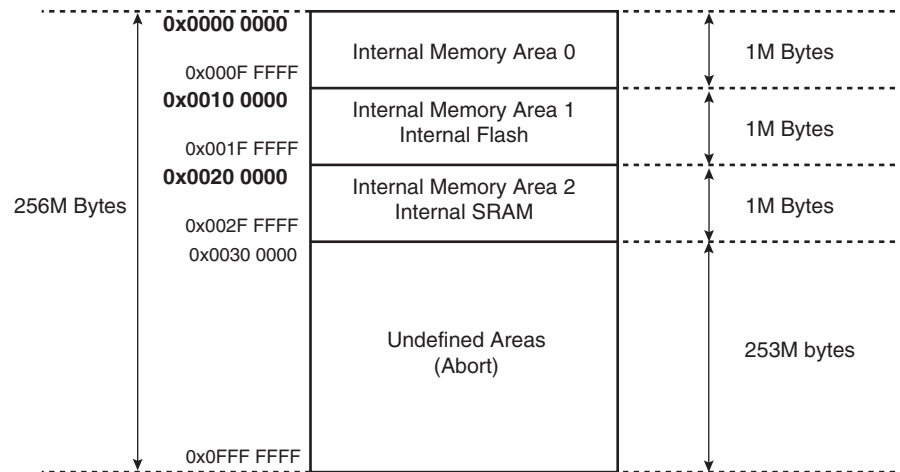 0x0000 0000
Internal Memory Area 0
1M Bytes
0x000F FFFF
0x0010 0000
Internal Memory Area 1
Internal Flash
1M Bytes
0x001F FFFF
0x0020 0000
Internal Memory Area 2
Internal SRAM
1M Bytes
256M Bytes
0x002F FFFF
0x0030 0000
Undefined Areas
(Abort)
253M bytes
0x0FFF FFFF